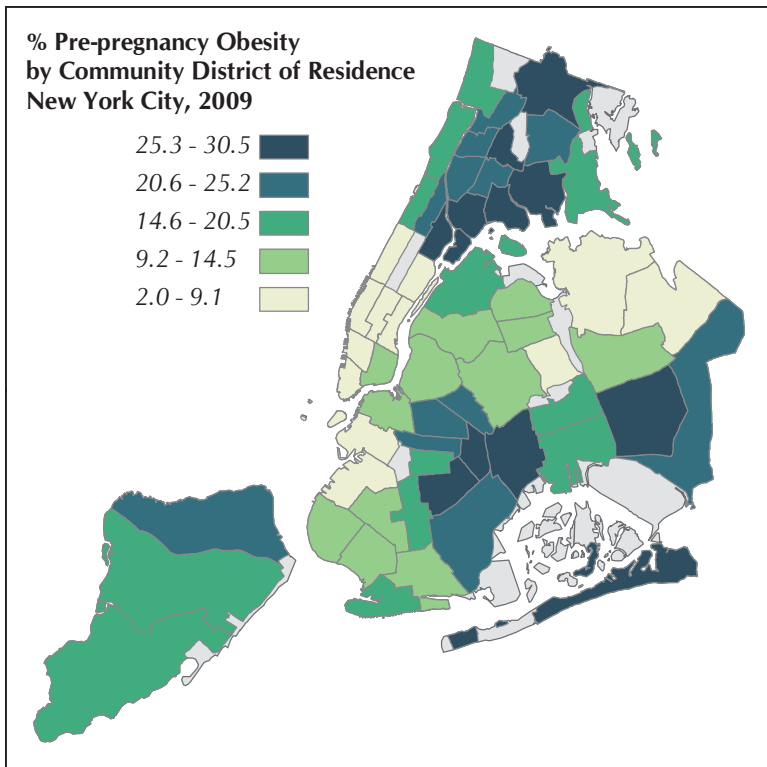 % Pre-pregnancy Obesity
by Community District of Residence
New York City, 2009
25.3 - 30.5
20.6 - 25.2
14.6 - 20.5
9.2 - 14.5
2.0 - 9.1